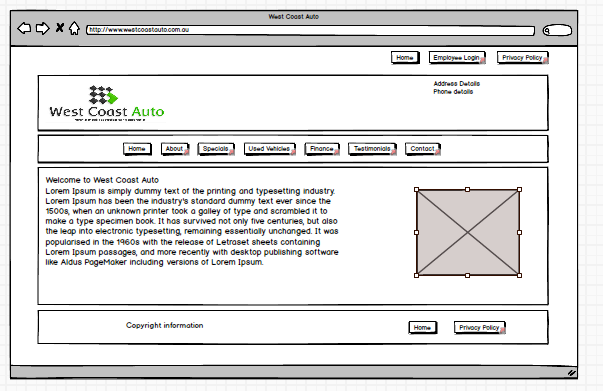 West Coast Auto
http://www.westcoastauto.com.au
Home Employee Login Privacy Policy
Address Details
Phone details
West Coast Auto
Home About Specials Used Vehicles Finance Testimonials Contact
Welcome to West Coast Auto
Lorem Ipsum is simply dummy text of the printing and typesetting industry.
Lorem Ipsum has been the industry's standard dummy text ever since the
1500s, when an unknown printer took a galley of type and scrambled it to
make a type specimen book. It has survived not only five centuries, but also
the leap into electronic typesetting, remaining essentially unchanged. It was
popularised in the 1960s with the release of Letraset sheets containing
Lorem Ipsum passages, and more recently with desktop publishing software
like Aldus PageMaker including versions of Lorem Ipsum.
Copyright information Home Privacy Policy